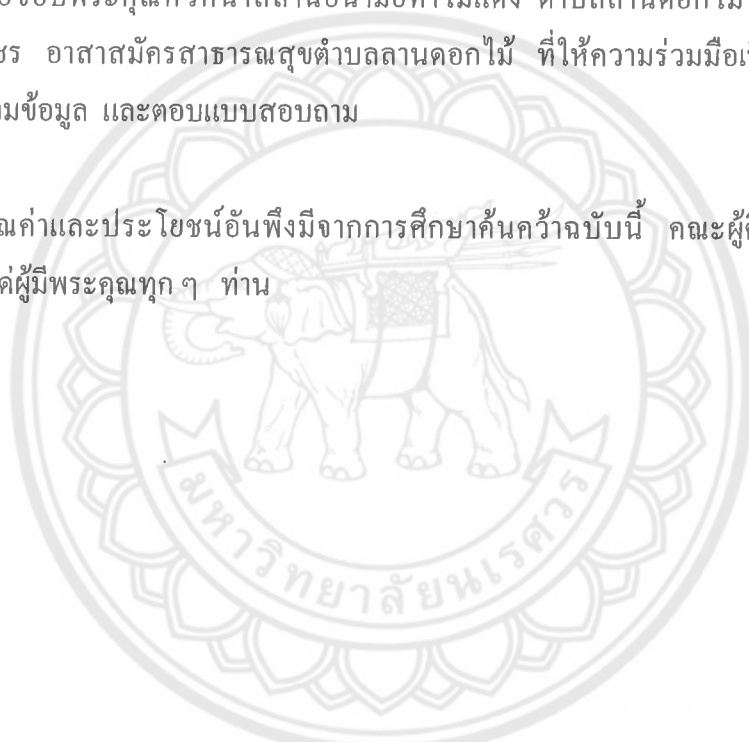 ชร อาสาสมัครสาธารณสุขตำบลลานดอกไม้ ที่ให้ความร่วมมือเ
มข้อมูล และตอบแบบสอบถาม
ณค่าและประโยชน์อันพึงมีจากการศึกษาค้นคว้าฉบับนี้ คณะผู้
ด่ผู้มีพระคุณทุก ๆ ท่าน
มหาวิทยาลัยนเรศวร